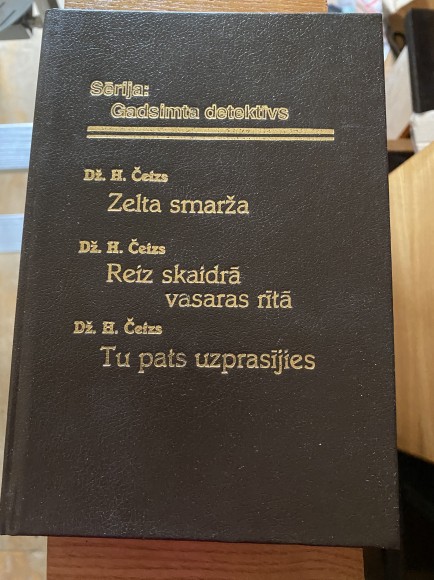 Sērija:
Gadsimta detektīvs
Dž. H. Čeizs
Zelta smarža
Dž. H. Čeizs
Reiz skaidrā
vasaras rītā
Dž. H. Čeizs
Tu pats uzprasījies